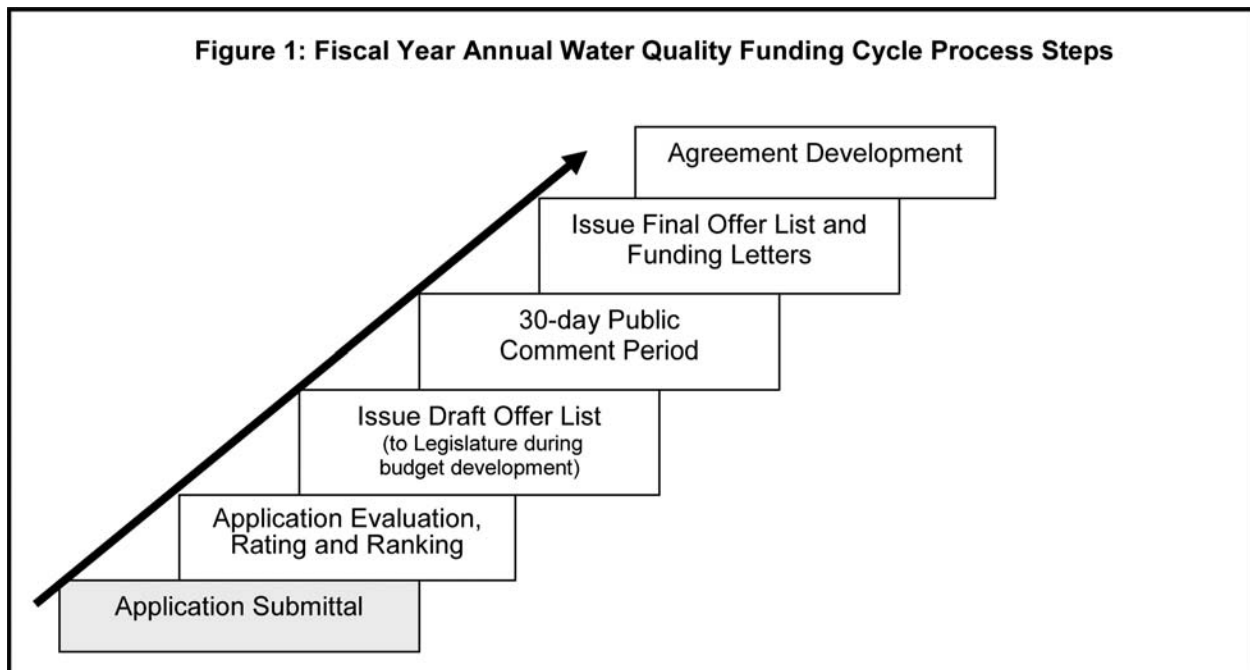 Figure 1: Fiscal Year Annual Water Quality Funding Cycle Process Steps
Agreement Development
Issue Final Offer List and
Funding Letters
30-day Public
Comment Period
Issue Draft Offer List
(to Legislature during
budget development)
Application Evaluation,
Rating and Ranking
Application Submittal